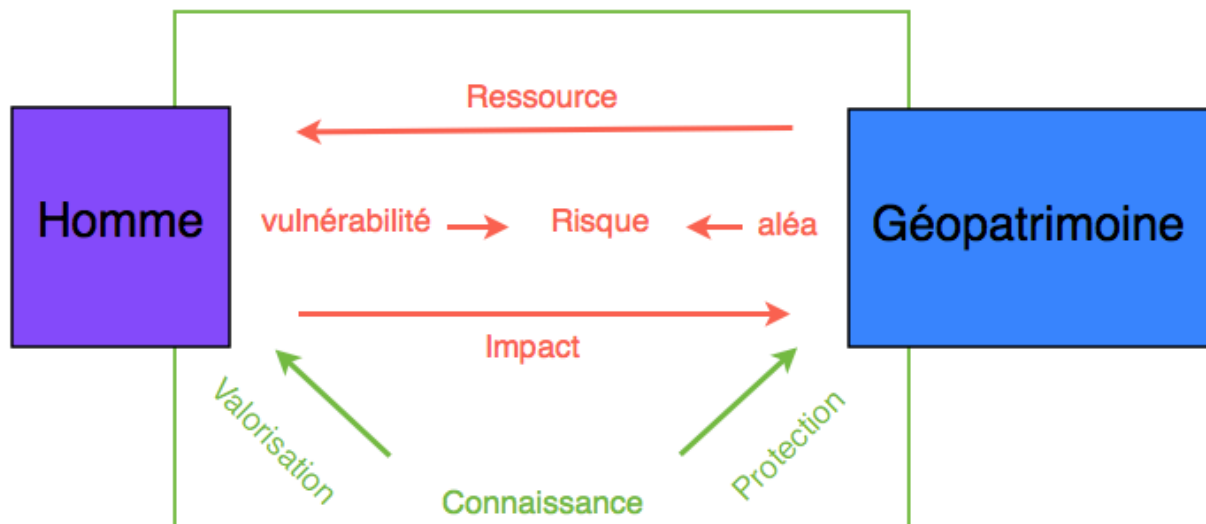 Ressource
Homme
vulnérabilité
Risque
aléa
Géopatrimoine
Impact
Valorisation
Protection
Connaissance